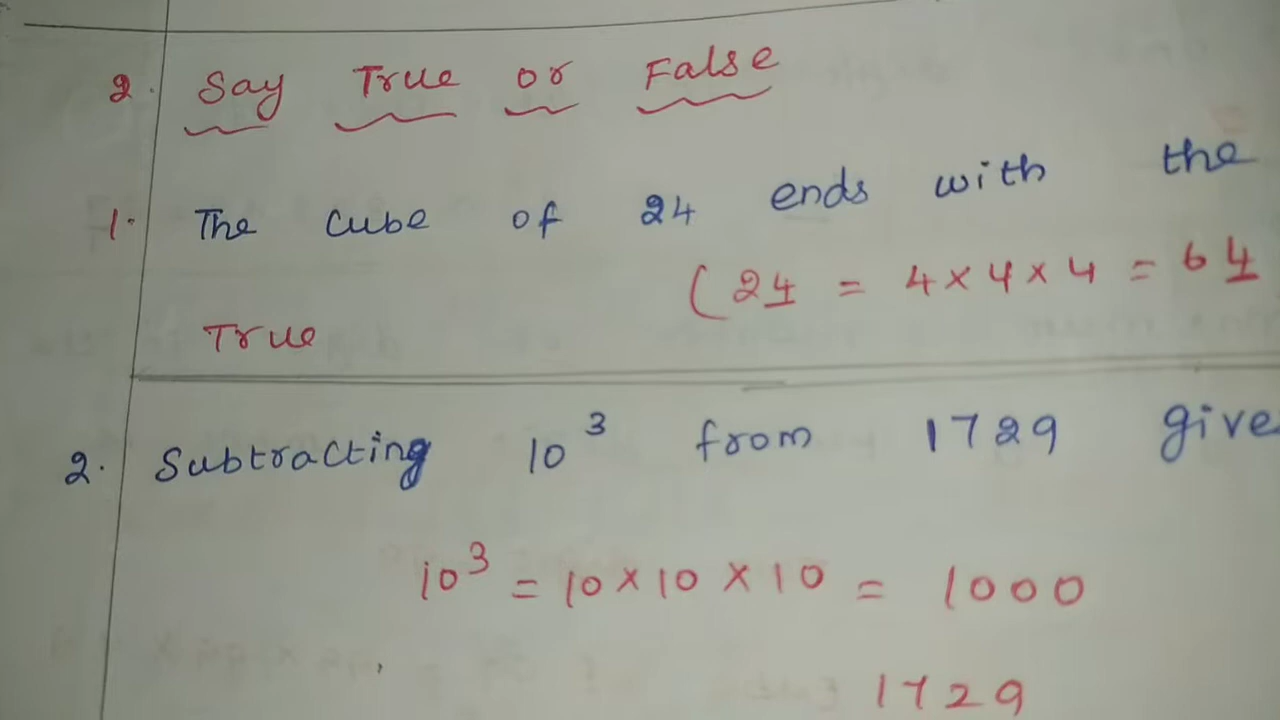 2. Say True or False
1. The cube of 24 ends with the
(24 = 4×4×4 = 64
True
2. Subtracting 10³ from 1729 give
10³ = 10×10×10 = 1000
1729